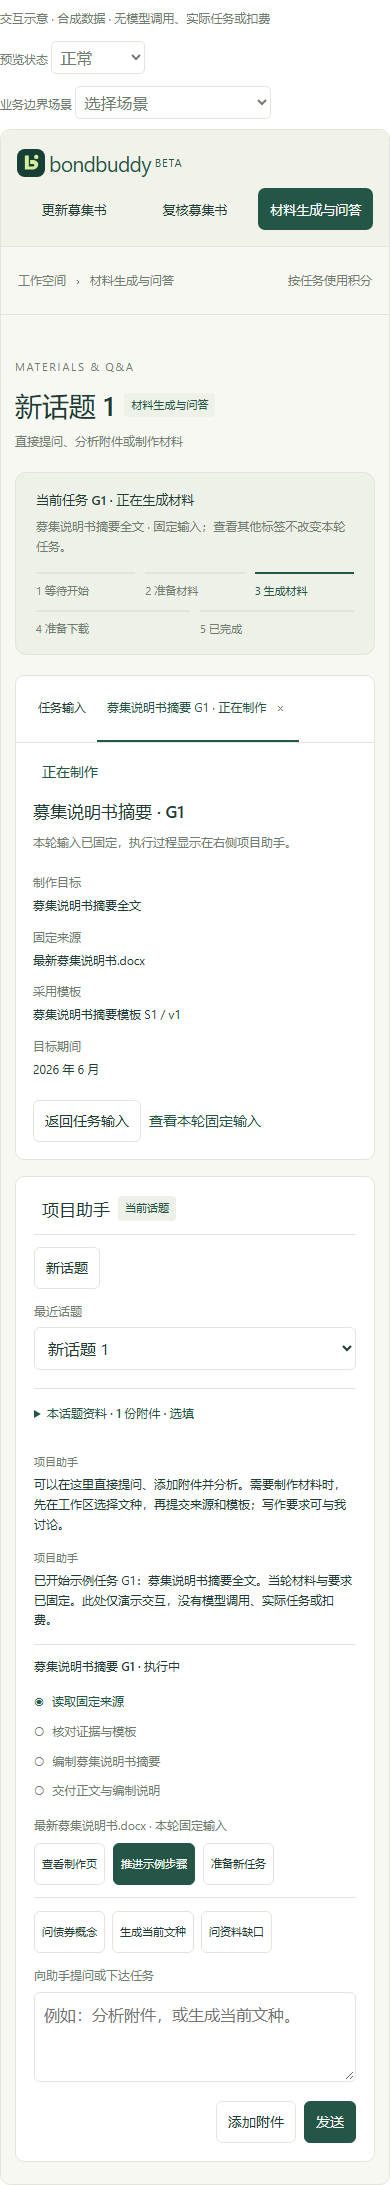 交互示意 · 合成数据 · 无模型调用、实际任务或扣费
预览状态 正常
业务边界场景 选择场景
bondbuddy BETA
更新募集书 复核募集书 材料生成与问答
工作空间 › 材料生成与问答 按任务使用积分
MATERIALS & Q&A
新话题 1 材料生成与问答
直接提问、分析附件或制作材料
当前任务 G1 · 正在生成材料
募集说明书摘要全文 · 固定输入；查看其他标签不改变本轮
任务。
1 等待开始 2 准备材料 3 生成材料
4 准备下载 5 已完成
任务输入 募集说明书摘要 G1 · 正在制作 ×
正在制作
募集说明书摘要 · G1
本轮输入已固定，执行过程显示在右侧项目助手。
制作目标
募集说明书摘要全文
固定来源
最新募集说明书.docx
采用模板
募集说明书摘要模板 S1 / v1
目标期间
2026 年 6 月
返回任务输入 查看本轮固定输入
项目助手 当前话题
新话题
最近话题
新话题 1
本话题资料 · 1 份附件 · 选填
项目助手
可以在这里直接提问、添加附件并分析。需要制作材料时，
先在工作区选择文种，再提交来源和模板；写作要求可与我
讨论。
项目助手
已开始示例任务 G1：募集说明书摘要全文。当轮材料与要求
已固定。此处仅演示交互，没有模型调用、实际任务或扣
费。
募集说明书摘要 G1 · 执行中
读取固定来源
核对证据与模板
编制募集说明书摘要
交付正文与编制说明
最新募集说明书.docx · 本轮固定输入
查看制作页 推进示例步骤 准备新任务
问债券概念 生成当前文种 问资料缺口
向助手提问或下达任务
例如：分析附件，或生成当前文种。
添加附件 发送